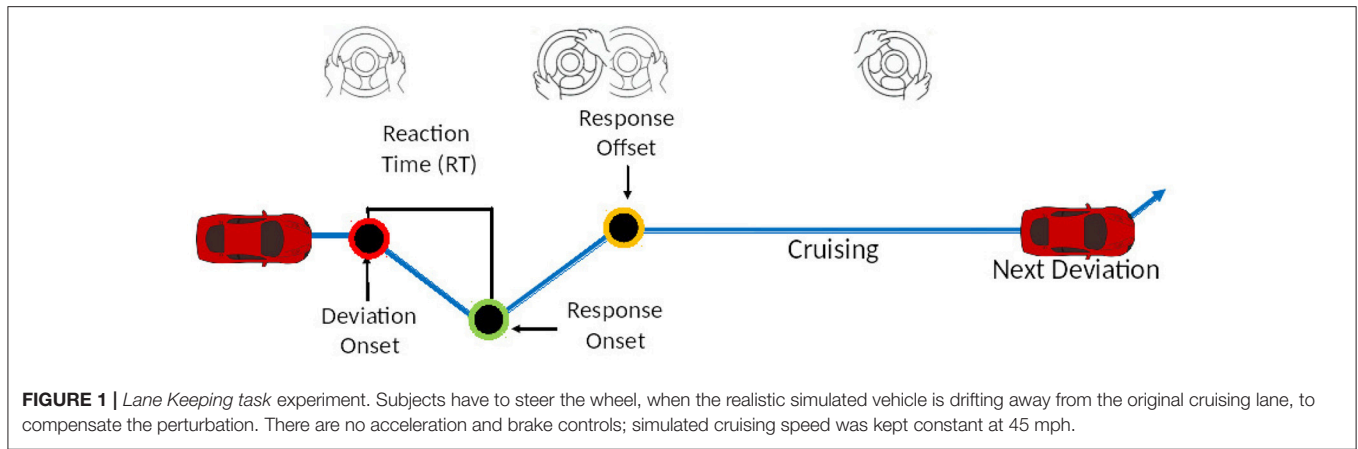 Reaction
Time (RT)
Response
Offset
Deviation
Onset
Response
Onset
Cruising
Next Deviation
FIGURE 1 | Lane Keeping task experiment. Subjects have to steer the wheel, when the realistic simulated vehicle is drifting away from the original cruising lane, to
compensate the perturbation. There are no acceleration and brake controls; simulated cruising speed was kept constant at 45 mph.